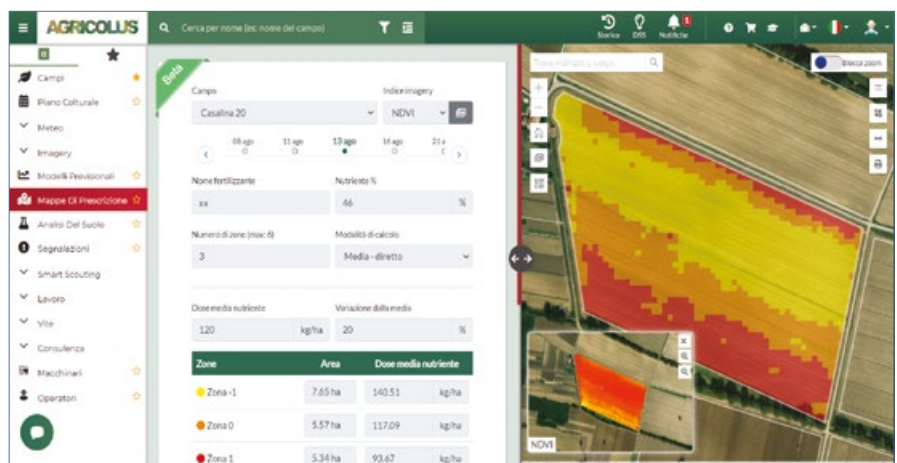 AGRICOLUS
Cerca per nome (es: nome del campo)
Storico
DSS
Notifiche
1
Campi
Piano Colturale
Meteo
Imagery
Modelli Previsionali
Mappe Di Prescrizione
Analisi Del Suolo
Segnalazioni
Smart Scouting
Lavoro
Vite
Consulenza
Macchinari
Operatori
Beta
Campo
Indice imagery
Casalina 20
NDVI
08 ago
11 ago
13 ago
16 ago
21 a
Nome fertilizzante
Nutriente %
xx
46 %
Numero di zone (max: 6)
Modalità di calcolo:
3
Media - diretto
Dose media nutriente
Variazione dalla media
120 kg/ha
20 %
Zone Area Dose media nutriente
Zona -1 7.65 ha 140.51 kg/ha
Zona 0 5.57 ha 117.09 kg/ha
Zona 1 5.34 ha 93.67 kg/ha
Trova indirizzo o luogo
Blocca zoom
NDVI